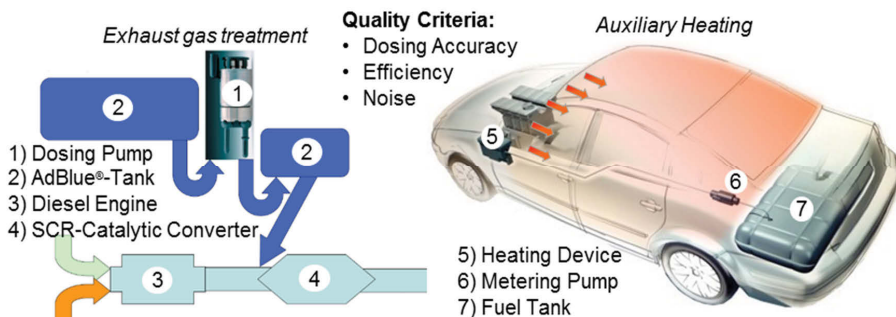 Exhaust gas treatment
2
1
2
1) Dosing Pump
2) AdBlue®-Tank
3) Diesel Engine
4) SCR-Catalytic Converter
3
4
Quality Criteria:
• Dosing Accuracy
• Efficiency
• Noise
Auxiliary Heating
5
6
7
5) Heating Device
6) Metering Pump
7) Fuel Tank